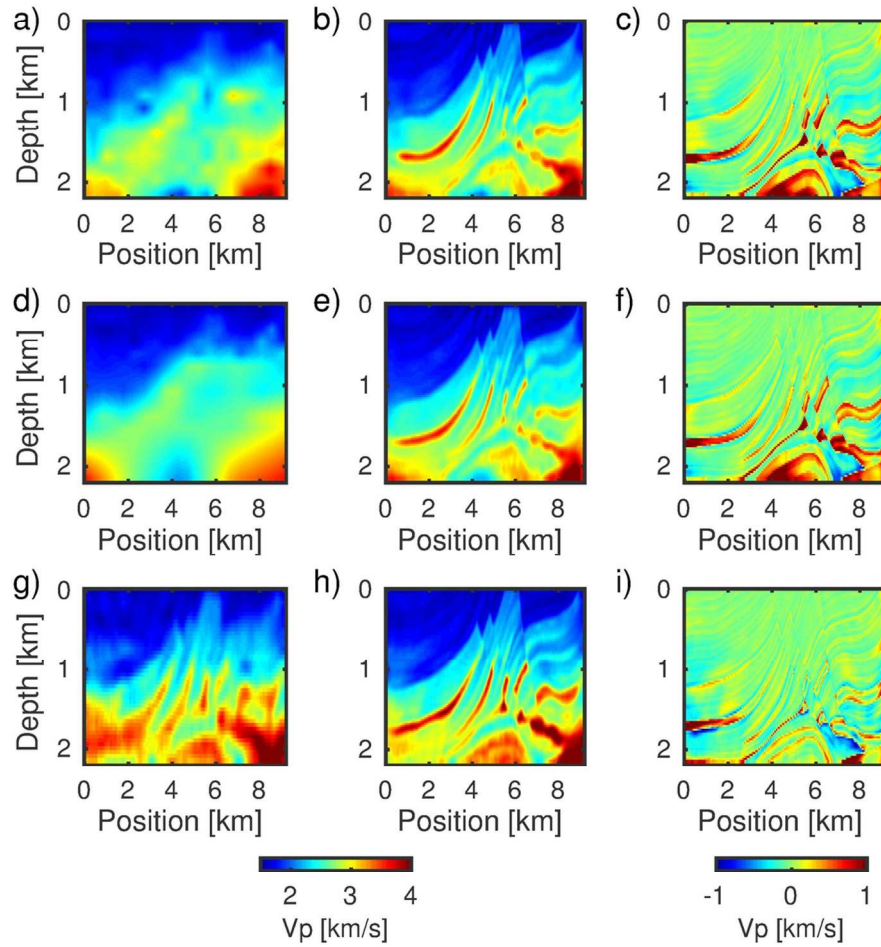 a) b) c)
0 0 0
Depth [km] 1 1 1
2 2 2
0 2 4 6 8 0 2 4 6 8 0 2 4 6 8
Position [km] Position [km] Position [km]
d) e) f)
0 0 0
Depth [km] 1 1 1
2 2 2
0 2 4 6 8 0 2 4 6 8 0 2 4 6 8
Position [km] Position [km] Position [km]
g) h) i)
0 0 0
Depth [km] 1 1 1
2 2 2
0 2 4 6 8 0 2 4 6 8 0 2 4 6 8
Position [km] Position [km] Position [km]
2 3 4 -1 0 1
Vp [km/s] Vp [km/s]